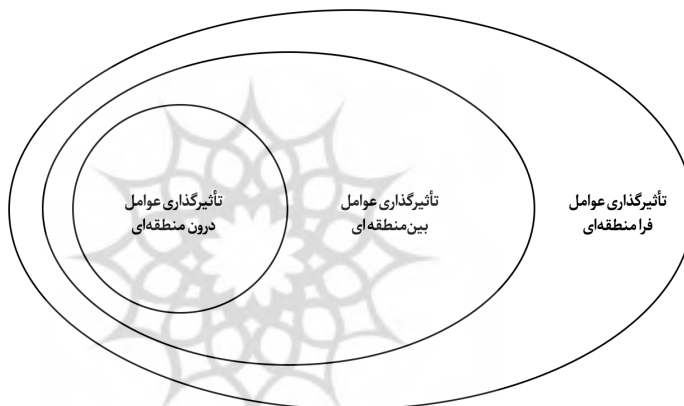 تأثیرگذاری عوامل
فرا منطقه‌ای
تأثیرگذاری عوامل
بین‌منطقه ای
تأثیرگذاری عوامل
درون منطقه‌ای